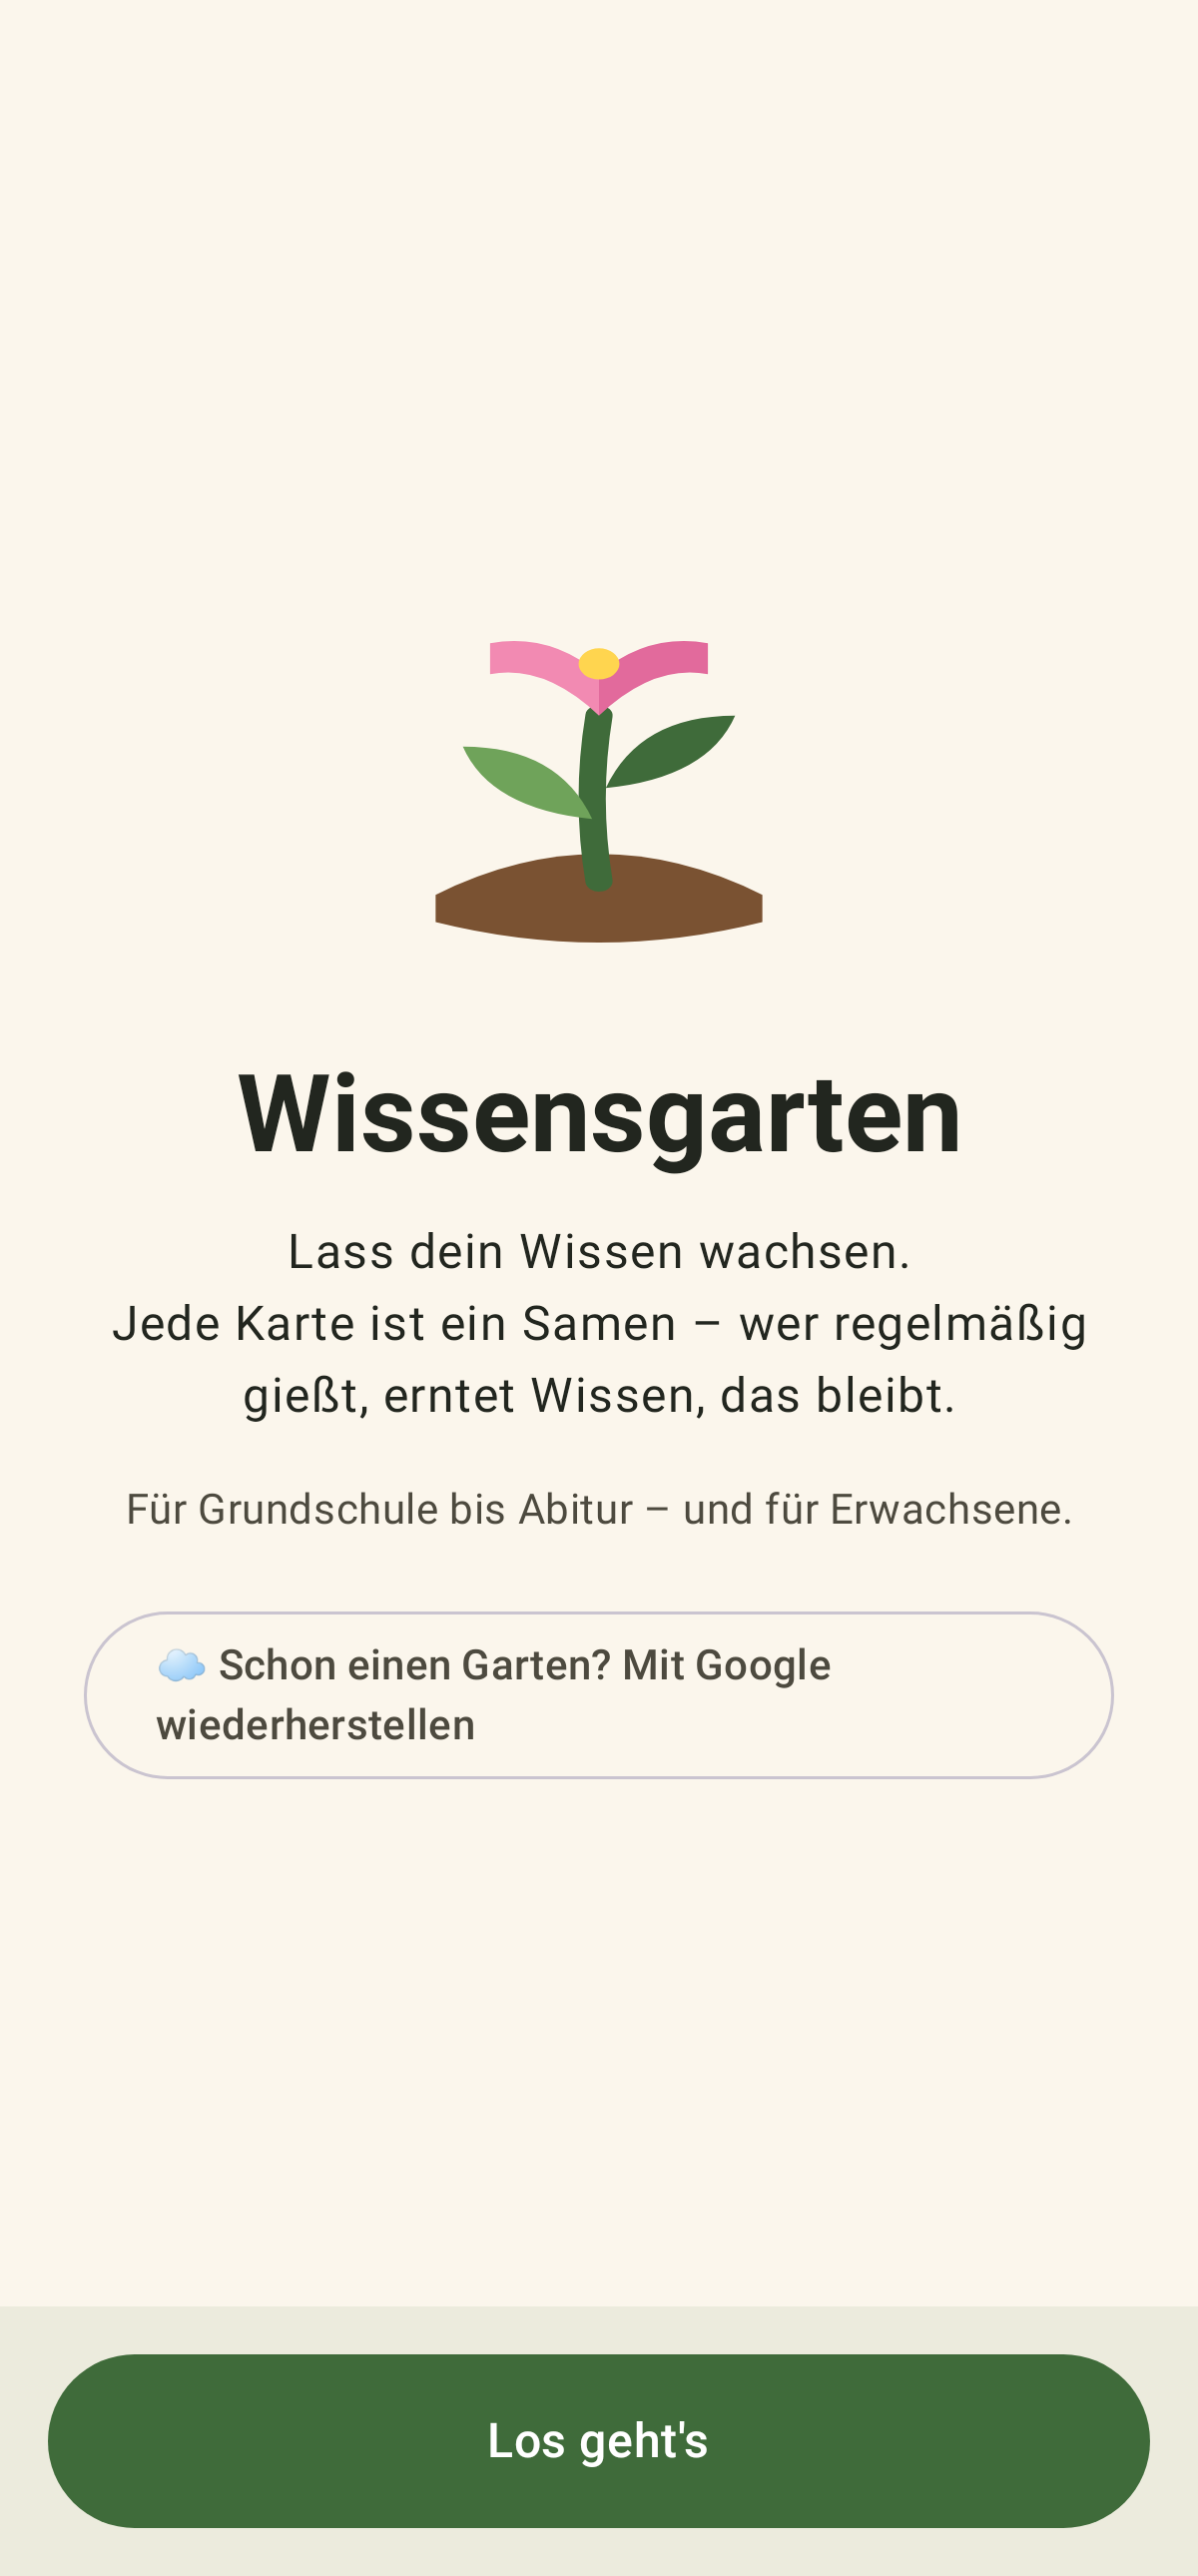 Wissensgarten
Lass dein Wissen wachsen.
Jede Karte ist ein Samen – wer regelmäßig
gießt, erntet Wissen, das bleibt.
Für Grundschule bis Abitur – und für Erwachsene.
☁️ Schon einen Garten? Mit Google
wiederherstellen
Los geht's